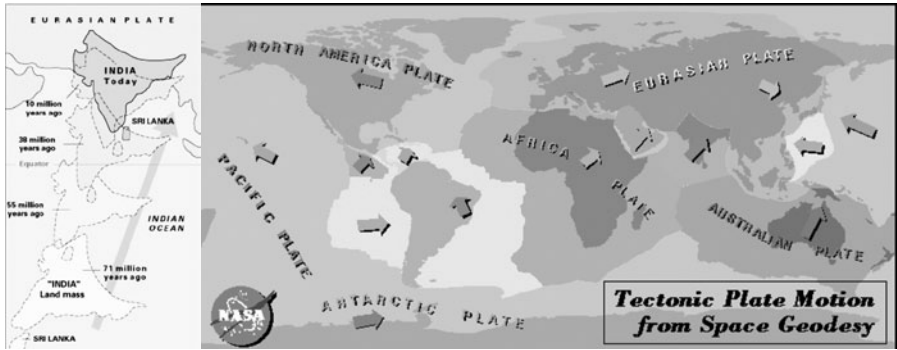 EURASIAN PLATE
INDIA
Today
10 million
years ago
SRI LANKA
38 million
years ago
Equator
55 million
years ago
INDIAN
OCEAN
71 million
years ago
"INDIA"
Land mass
SRI LANKA
NORTH AMERICA PLATE
EURASIAN PLATE
AFRICA PLATE
PACIFIC PLATE
AUSTRALIAN PLATE
ANTARCTIC PLATE
NASA
Tectonic Plate Motion
from Space Geodesy